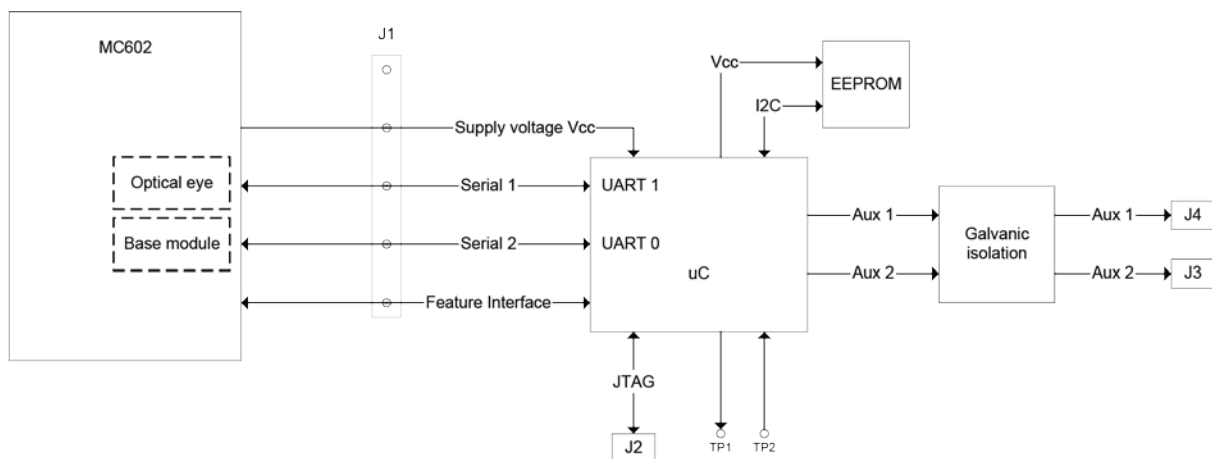 MC602
J1
Vcc
EEPROM
I2C
Supply voltage Vcc
Optical eye
Serial 1
UART 1
Aux 1
Galvanic
isolation
Aux 1
J4
Base module
Serial 2
UART 0
uC
Aux 2
Aux 2
J3
Feature Interface
JTAG
J2
TP1
TP2